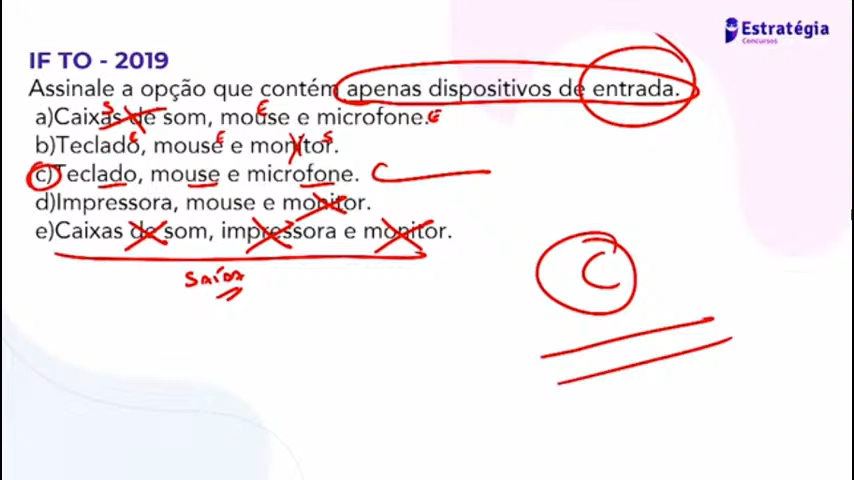 Estratégia
Concursos
IF TO - 2019
Assinale a opção que contém apenas dispositivos de entrada.
a)Caixas de som, mouse e microfone.
S E E
b)Teclado, mouse e monitor.
E E S
c)Teclado, mouse e microfone.
d)Impressora, mouse e monitor.
e)Caixas de som, impressora e monitor.
SAÍDA
C